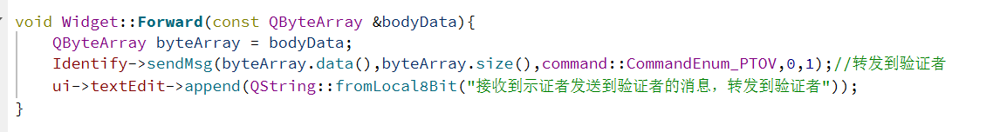 void Widget::Forward(const QByteArray &bodyData){
    QByteArray byteArray = bodyData;
    Identify->sendMsg(byteArray.data(),byteArray.size(),command::CommandEnum_PTOV,0,1);//转发到验证者
    ui->textEdit->append(QString::fromLocal8Bit("接收到示证者发送到验证者的消息，转发到验证者"));
}